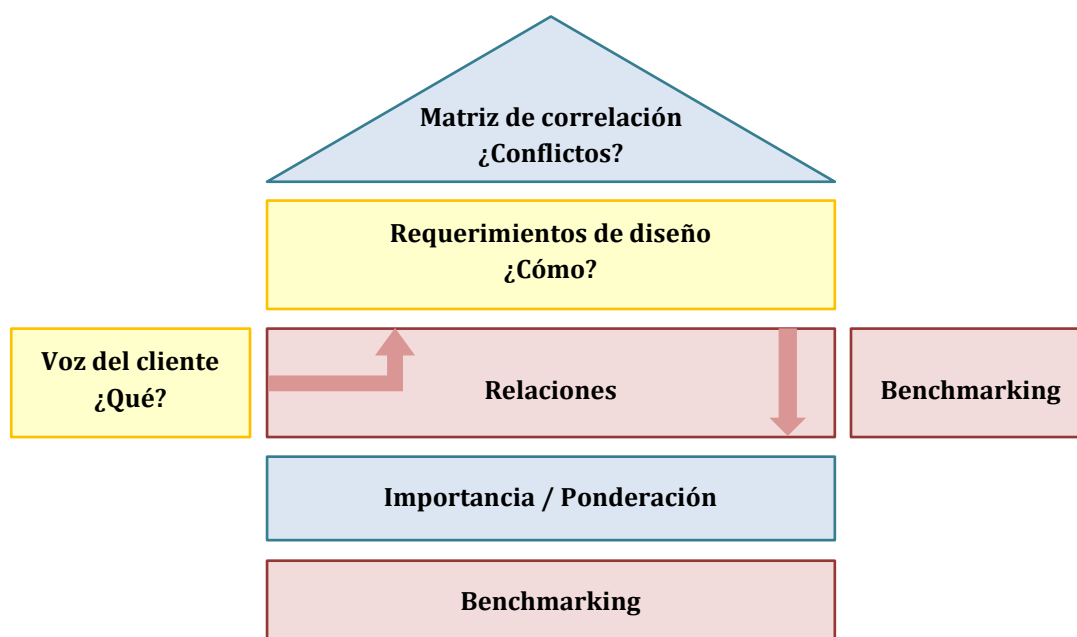 Matriz de correlación
¿Conflictos?
Requerimientos de diseño
¿Cómo?
Voz del cliente
¿Qué?
Relaciones
Benchmarking
Importancia / Ponderación
Benchmarking